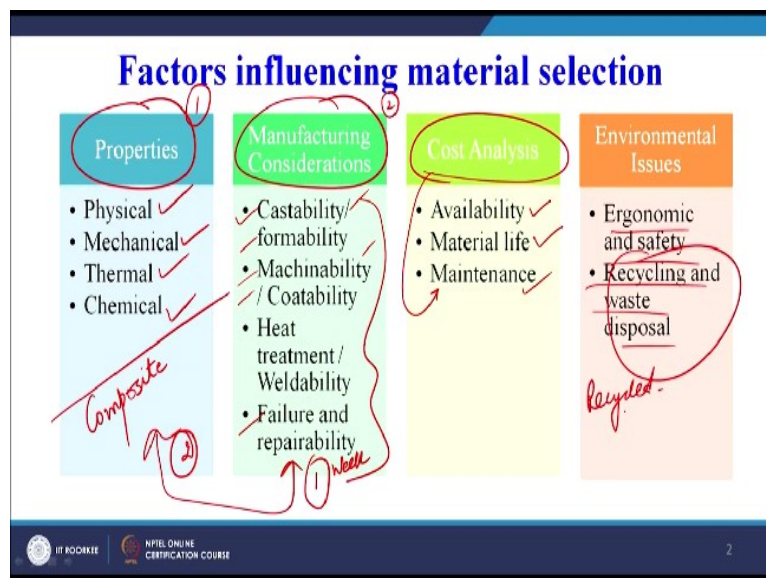 Factors influencing material selection
1
2
Properties
• Physical
• Mechanical
• Thermal
• Chemical
Composite
2
Manufacturing
Considerations
• Castability/
formability
• Machinability
/ Coatability
• Heat
treatment /
Weldability
• Failure and
repairability
1 week
Cost Analysis
• Availability
• Material life
• Maintenance
Environmental
Issues
• Ergonomic
and safety
• Recycling and
waste
disposal
Recycled.
IIT ROORKEE
NPTEL ONLINE
CERTIFICATION COURSE
2